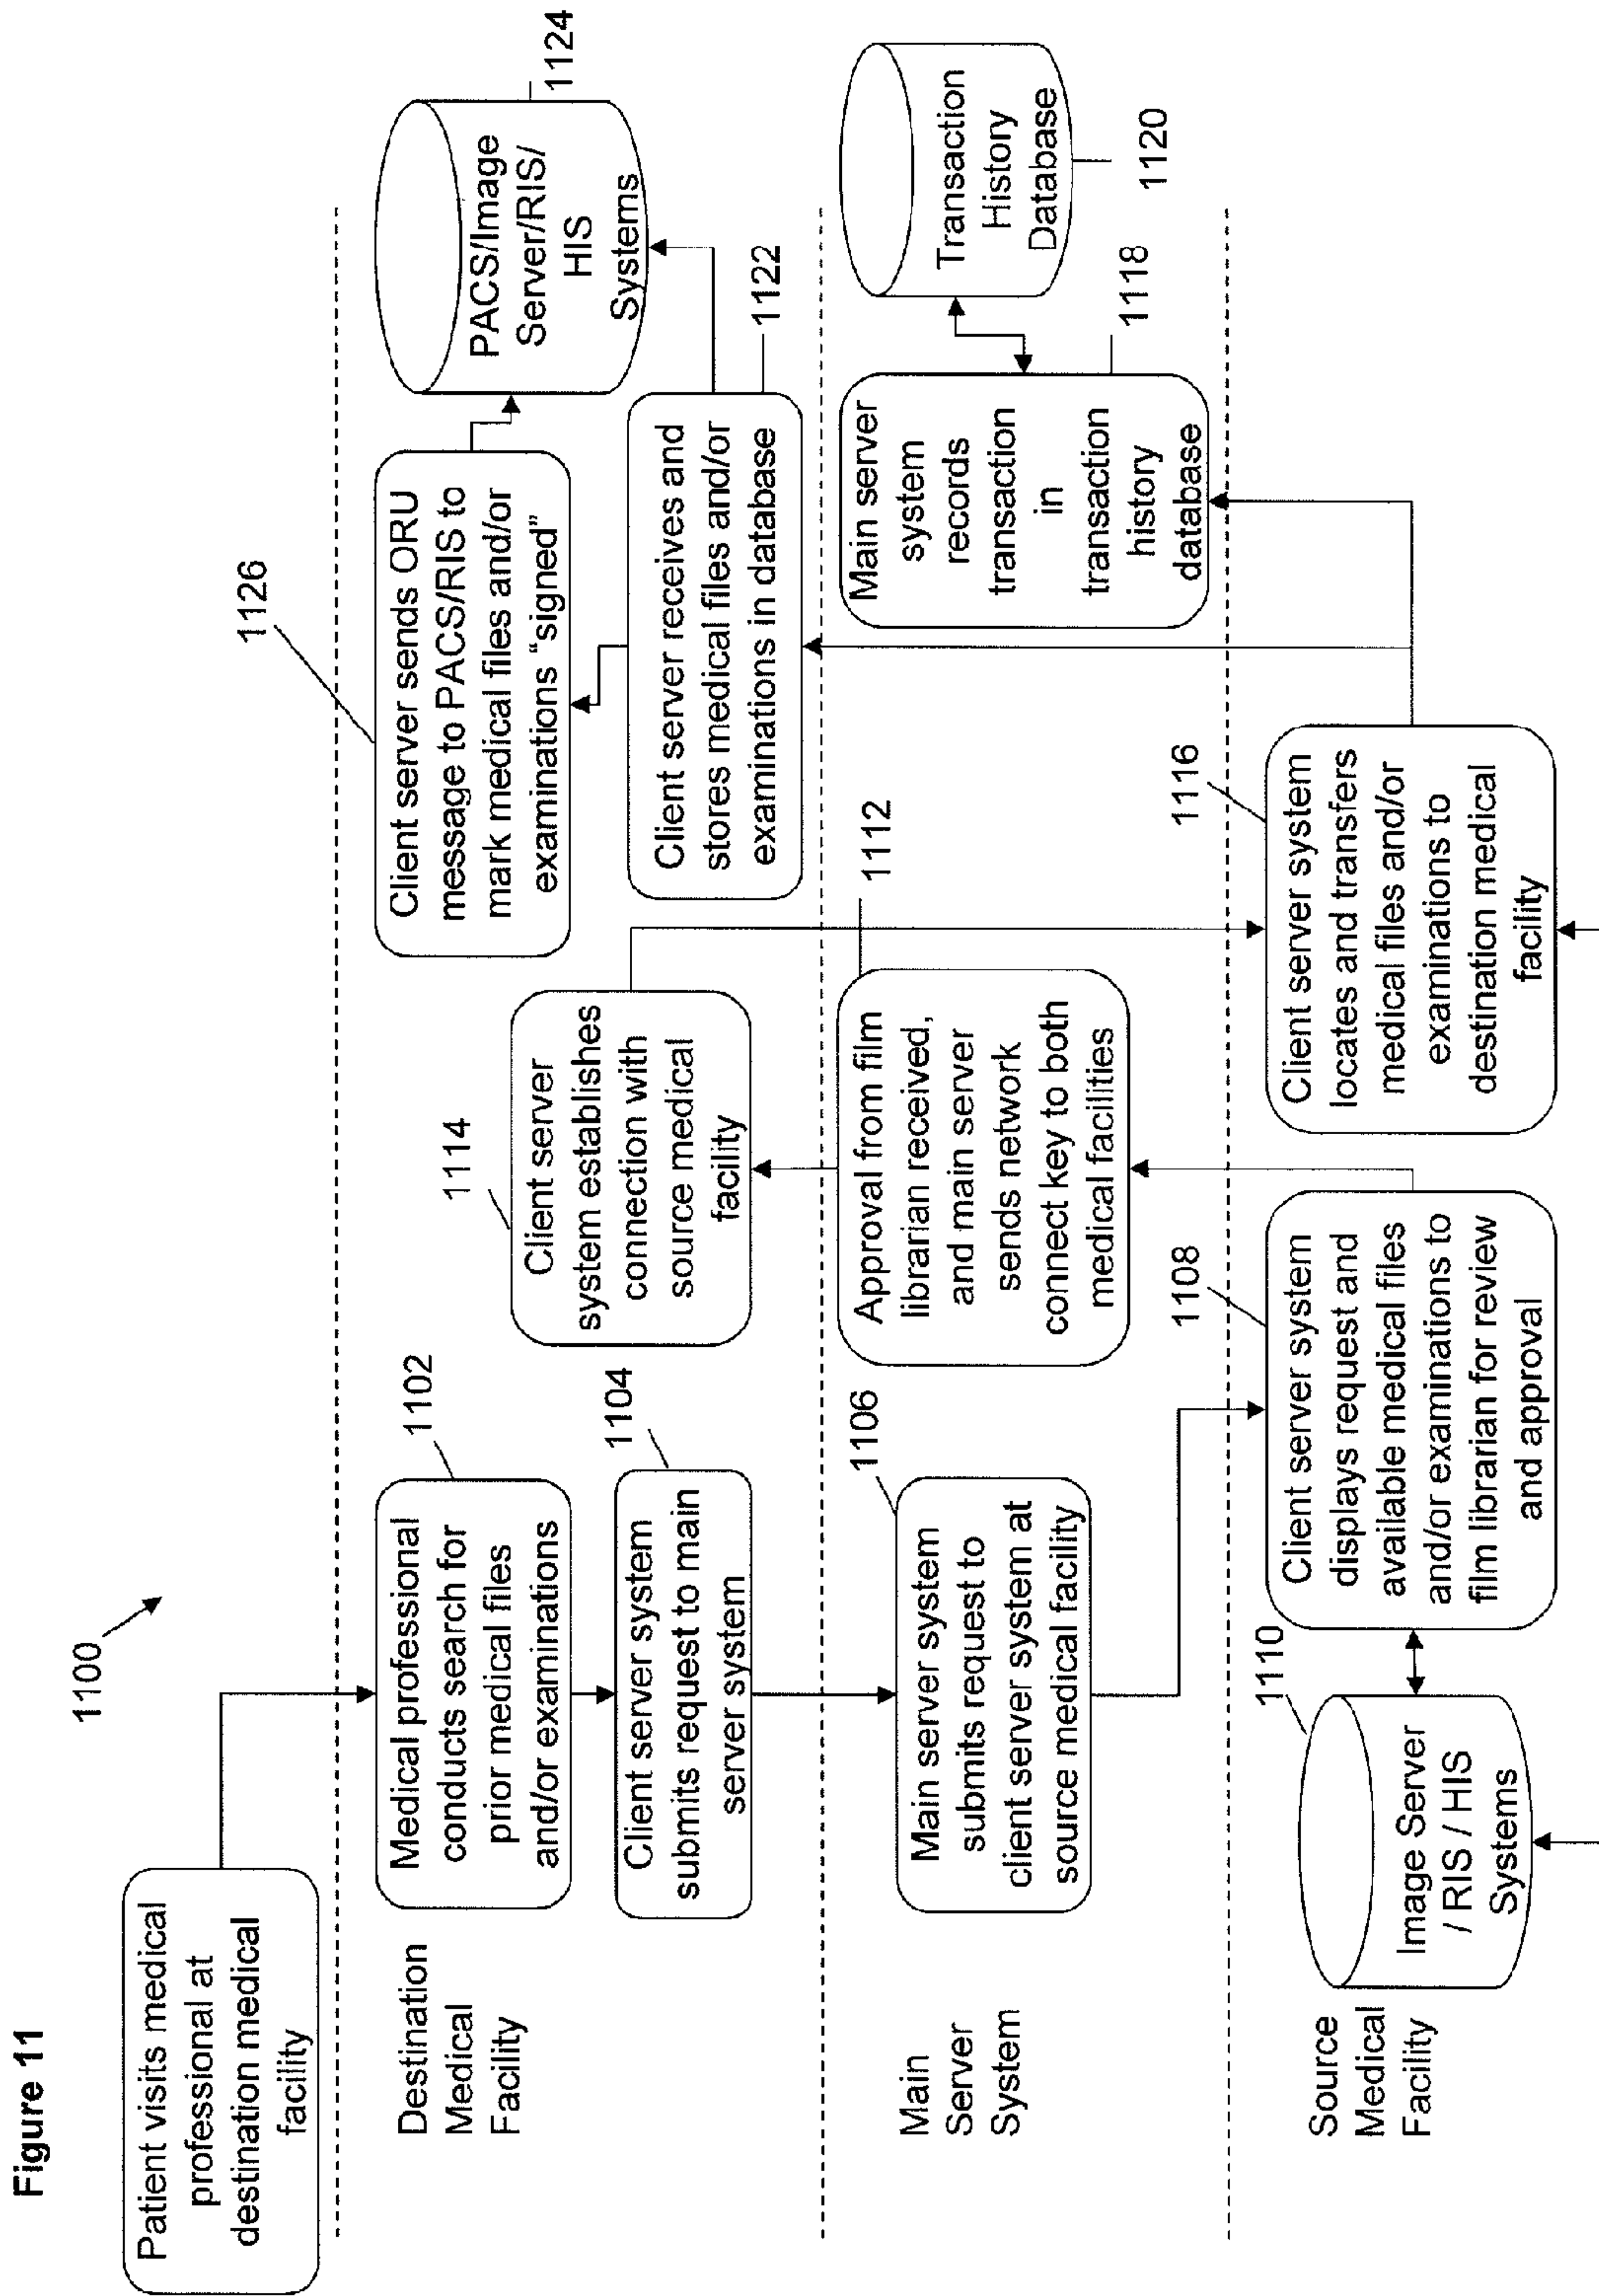 Figure 11
1100
Patient visits medical
professional at
destination medical
facility
Destination
Medical
Facility
Medical professional
conducts search for
prior medical files
and/or examinations
1102
Client server system
submits request to main
server system
1104
Client server
system establishes
connection with
source medical
facility
1114
Client server sends ORU
message to PACS/RIS to
mark medical files and/or
examinations "signed"
1126
Client server receives and
stores medical files and/or
examinations in database
1122
PACS/Image
Server/RIS/
HIS
Systems
1124
Main
Server
System
Main server system
submits request to
client server system at
source medical facility
1106
Approval from film
librarian received,
and main server
sends network
connect key to both
medical facilities
1112
Main server
system
records
transaction
in
transaction
history
database
1118
Transaction
History
Database
1120
Source
Medical
Facility
Image Server
/ RIS / HIS
Systems
1110
Client server system
displays request and
available medical files
and/or examinations to
film librarian for review
and approval
1108
Client server system
locates and transfers
medical files and/or
examinations to
destination medical
facility
1116